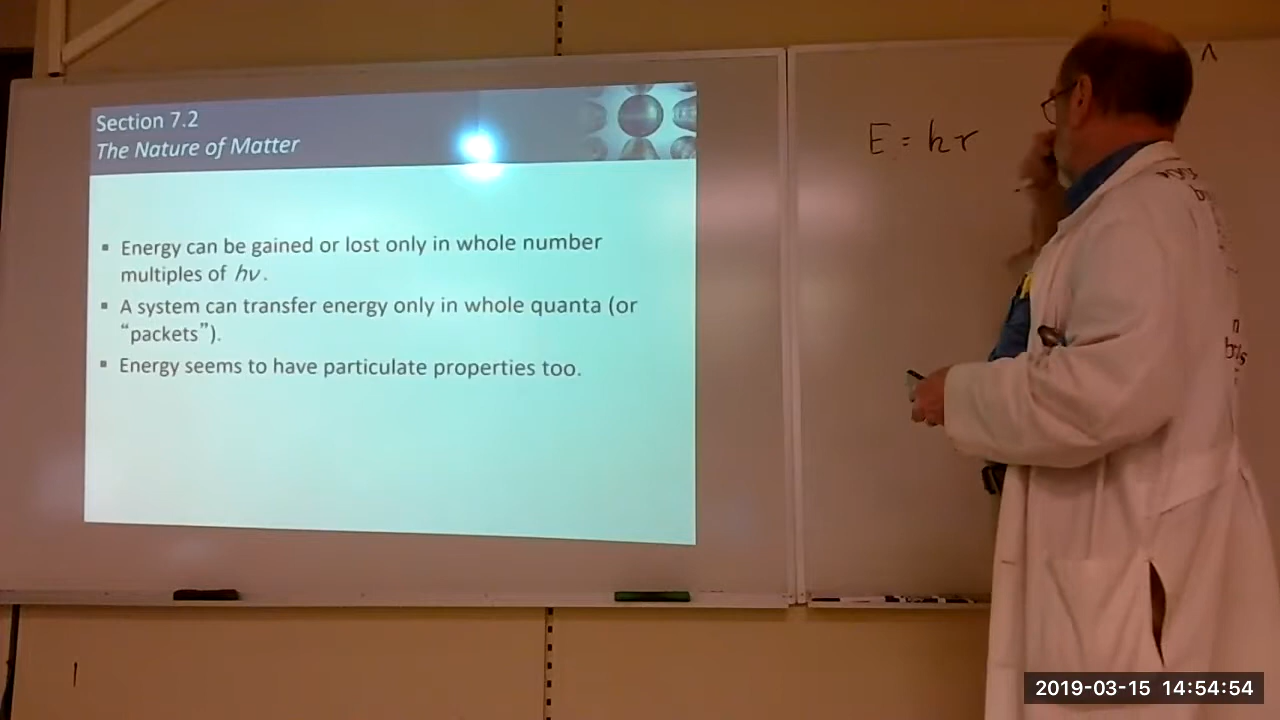 Section 7.2
The Nature of Matter
▪ Energy can be gained or lost only in whole number
multiples of hν.
▪ A system can transfer energy only in whole quanta (or
“packets”).
▪ Energy seems to have particulate properties too.
E = hν
2019-03-15 14:54:54